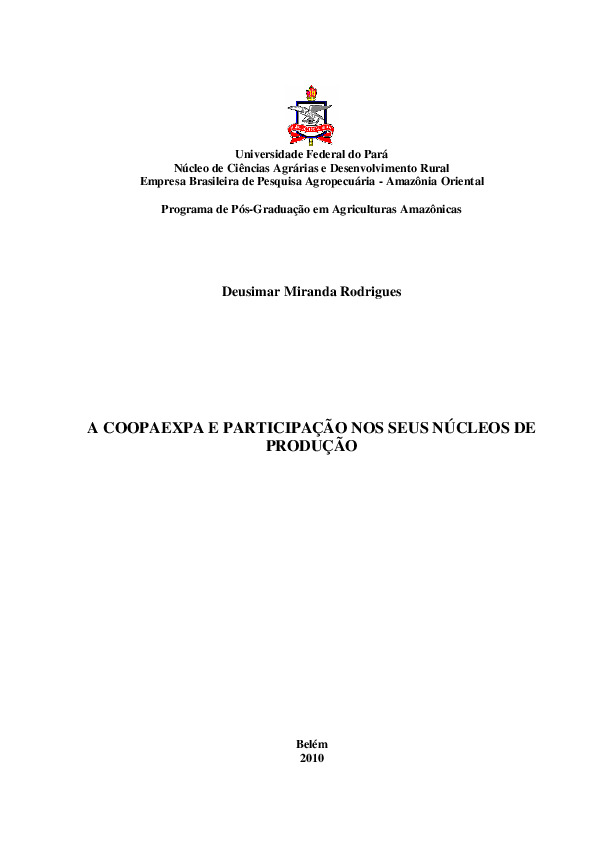 Universidade Federal do Pará
Núcleo de Ciências Agrárias e Desenvolvimento Rural
Empresa Brasileira de Pesquisa Agropecuária - Amazônia Oriental
Programa de Pós-Graduação em Agriculturas Amazônicas
Deusimar Miranda Rodrigues
A COOPAEXPA E PARTICIPAÇÃO NOS SEUS NÚCLEOS DE
PRODUÇÃO
Belém
2010